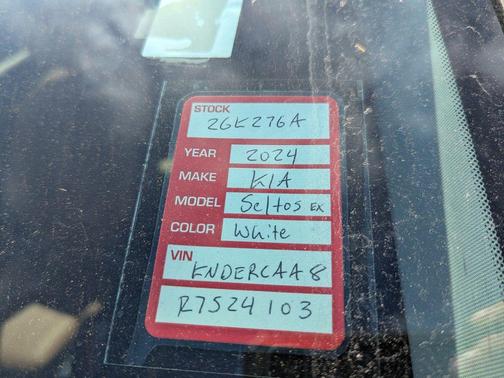 STOCK
26K276A
YEAR 2024
MAKE KIA
MODEL Seltos EX
COLOR White
VIN
KNDERCAA8
R7524103